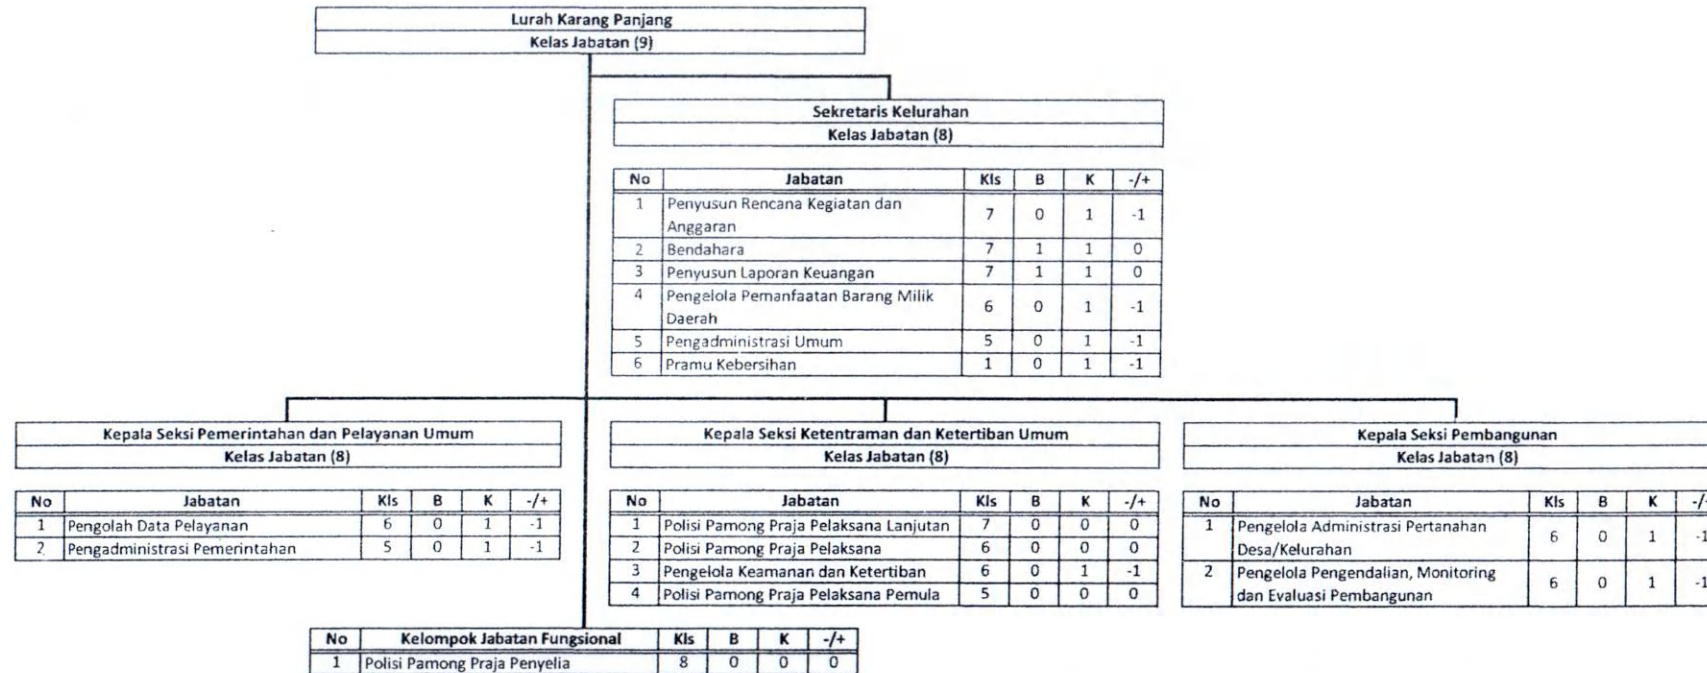 Lurah Karang Panjang
Kelas Jabatan (9)
Sekretaris Kelurahan
Kelas Jabatan (8)
No Jabatan Kls B K -/+
1 Penyusun Rencana Kegiatan dan Anggaran 7 0 1 -1
2 Bendahara 7 1 1 0
3 Penyusun Laporan Keuangan 7 1 1 0
4 Pengelola Pemanfaatan Barang Milik Daerah 6 0 1 -1
5 Pengadministrasi Umum 5 0 1 -1
6 Pramu Kebersihan 1 0 1 -1
Kepala Seksi Pemerintahan dan Pelayanan Umum
Kelas Jabatan (8)
No Jabatan Kls B K -/+
1 Pengolah Data Pelayanan 6 0 1 -1
2 Pengadministrasi Pemerintahan 5 0 1 -1
Kepala Seksi Ketentraman dan Ketertiban Umum
Kelas Jabatan (8)
No Jabatan Kls B K -/+
1 Polisi Pamong Praja Pelaksana Lanjutan 7 0 0 0
2 Polisi Pamong Praja Pelaksana 6 0 0 0
3 Pengelola Keamanan dan Ketertiban 6 0 1 -1
4 Polisi Pamong Praja Pelaksana Pemula 5 0 0 0
Kepala Seksi Pembangunan
Kelas Jabatan (8)
No Jabatan Kls B K -/+
1 Pengelola Administrasi Pertanahan Desa/Kelurahan 6 0 1 -1
2 Pengelola Pengendalian, Monitoring dan Evaluasi Pembangunan 6 0 1 -1
No Kelompok Jabatan Fungsional Kls B K -/+
1 Polisi Pamong Praja Penyelia 8 0 0 0